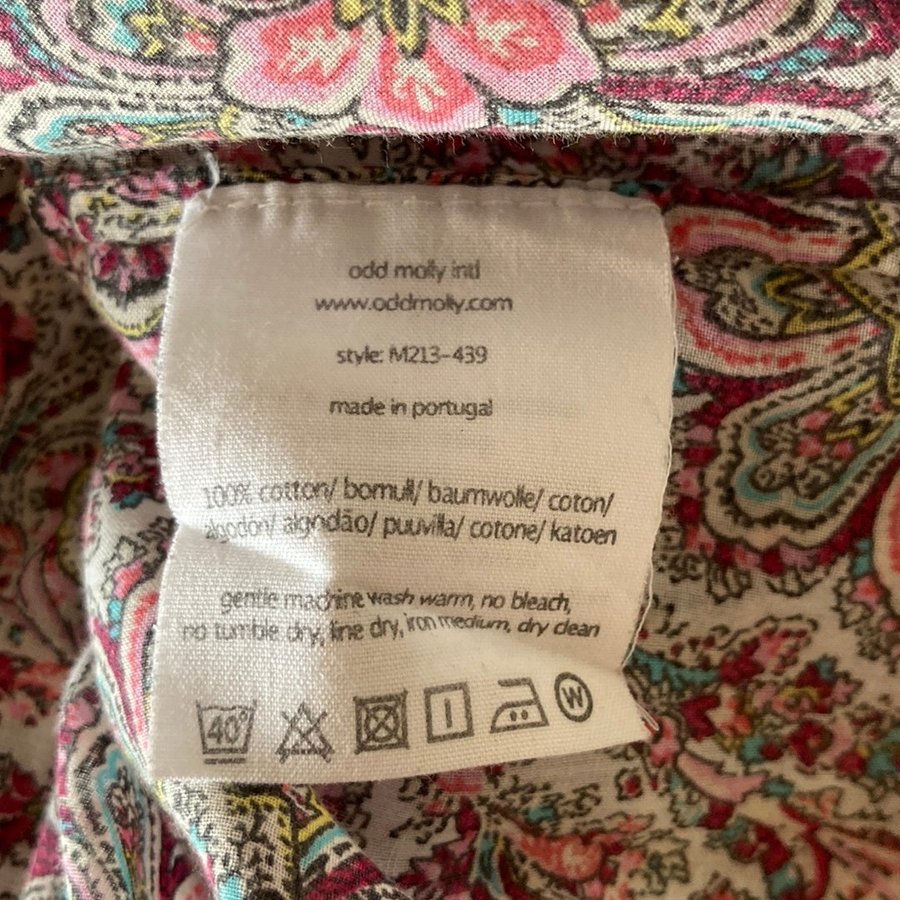 odd molly intl
www.oddmolly.com
style: M213-439
made in portugal
100% cotton/ bomull/ baumwolle/ coton/
algodon/ algodão/ puuvilla/ cotone/ katoen
gentle machine wash warm, no bleach,
no tumble dry, line dry, iron medium, dry clean
40° W